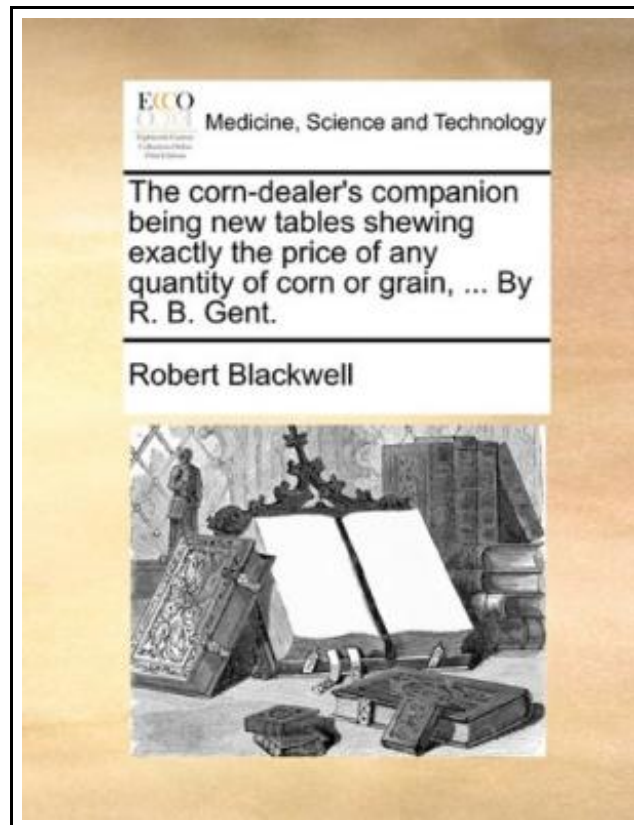 ECCO
Medicine, Science and Technology
The corn-dealer's companion
being new tables shewing
exactly the price of any
quantity of corn or grain, ... By
R. B. Gent.
Robert Blackwell